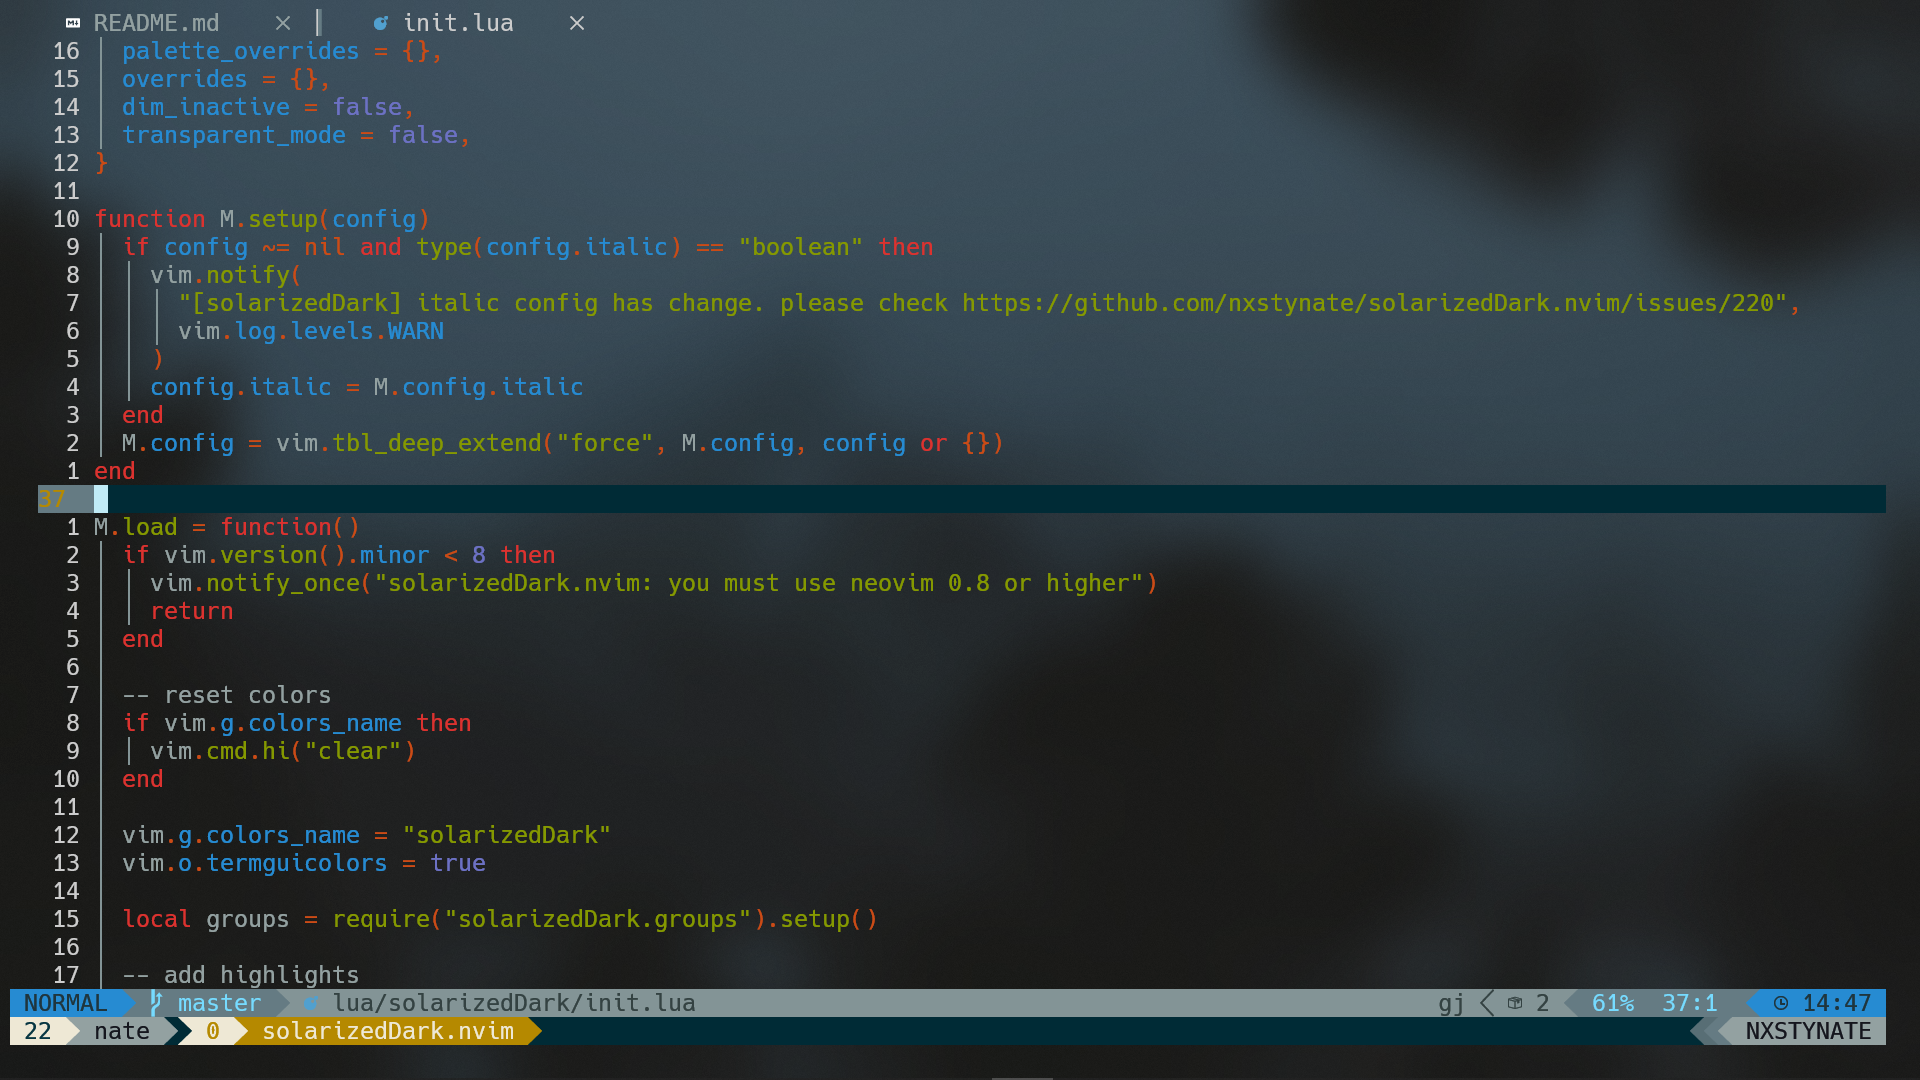 README.md init.lua
16 palette_overrides = {},
15 overrides = {},
14 dim_inactive = false,
13 transparent_mode = false,
12 }
11
10 function M.setup(config)
9 if config ~= nil and type(config.italic) == "boolean" then
8 vim.notify(
7 "[solarizedDark] italic config has change. please check https://github.com/nxstynate/solarizedDark.nvim/issues/220",
6 vim.log.levels.WARN
5 )
4 config.italic = M.config.italic
3 end
2 M.config = vim.tbl_deep_extend("force", M.config, config or {})
1 end
37
1 M.load = function()
2 if vim.version().minor < 8 then
3 vim.notify_once("solarizedDark.nvim: you must use neovim 0.8 or higher")
4 return
5 end
6
7 -- reset colors
8 if vim.g.colors_name then
9 vim.cmd.hi("clear")
10 end
11
12 vim.g.colors_name = "solarizedDark"
13 vim.o.termguicolors = true
14
15 local groups = require("solarizedDark.groups").setup()
16
17 -- add highlights
NORMAL master lua/solarizedDark/init.lua gj 2 61% 37:1 14:47
22 nate 0 solarizedDark.nvim NXSTYNATE